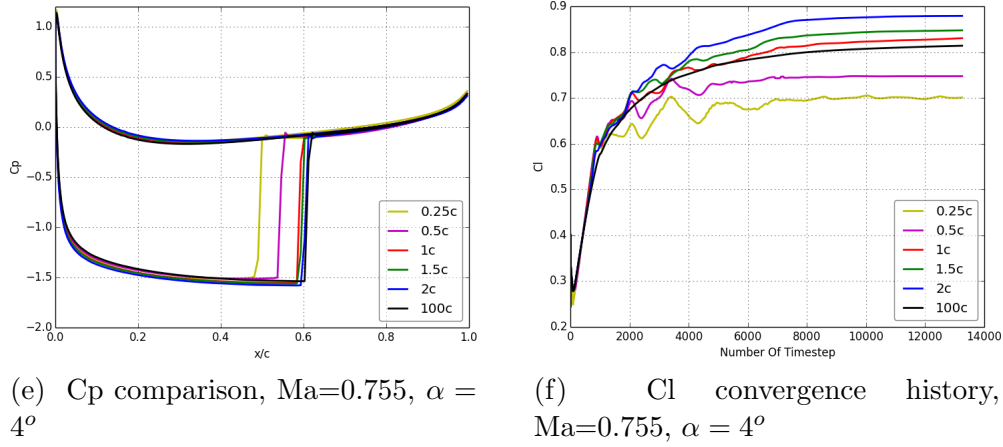 1.0
0.5
0.0
−0.5
−1.0
−1.5
−2.0
Cp
0.0
0.2
0.4
0.6
0.8
1.0
x/c
0.25c
0.5c
1c
1.5c
2c
100c
0.9
0.8
0.7
0.6
0.5
0.4
0.3
0.2
Cl
0
2000
4000
6000
8000
10000
12000
14000
Number Of Timestep
0.25c
0.5c
1c
1.5c
2c
100c
(e) Cp comparison, Ma=0.755, α =
4°
(f) Cl convergence history,
Ma=0.755, α = 4°